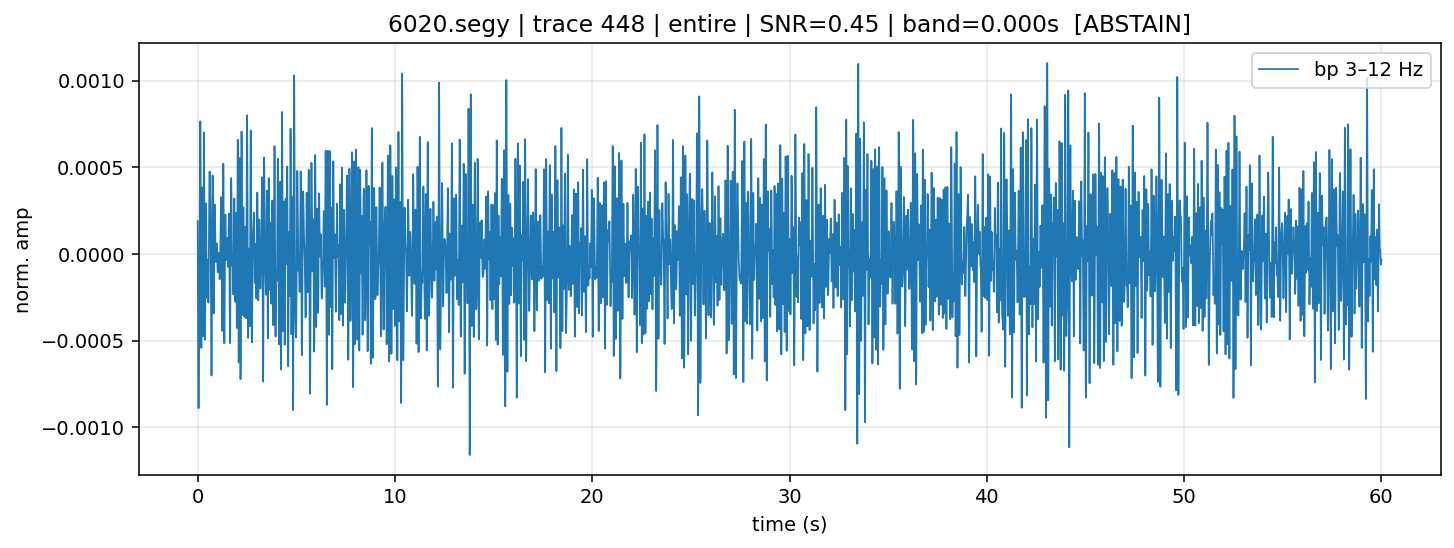 6020.segy | trace 448 | entire | SNR=0.45 | band=0.000s  [ABSTAIN]
bp 3–12 Hz
norm. amp
0.0010
0.0005
0.0000
−0.0005
−0.0010
0 10 20 30 40 50 60
time (s)